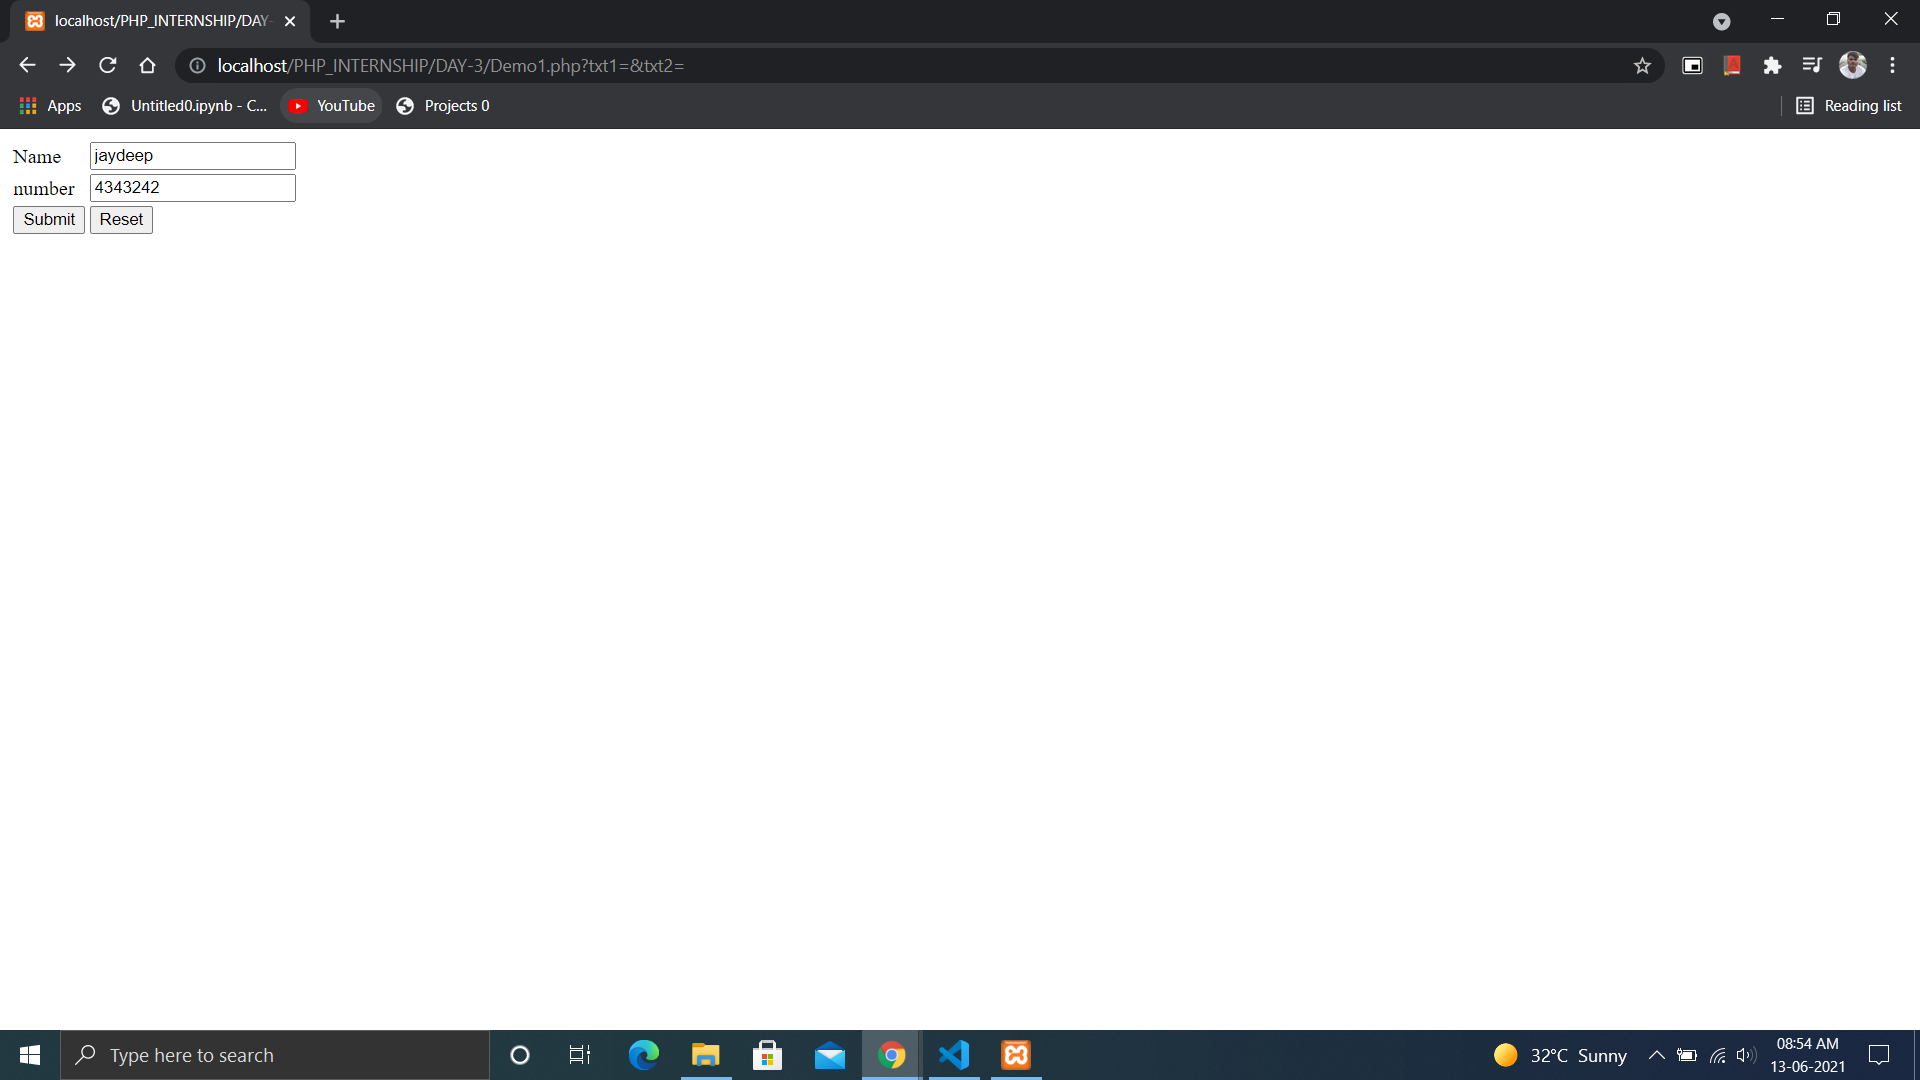 localhost/PHP_INTERNSHIP/DAY-
localhost/PHP_INTERNSHIP/DAY-3/Demo1.php?txt1=&txt2=
Apps Untitled0.ipynb - C... YouTube Projects 0 Reading list
Name jaydeep
number 4343242
Submit Reset
Type here to search 32°C Sunny 08:54 AM
13-06-2021